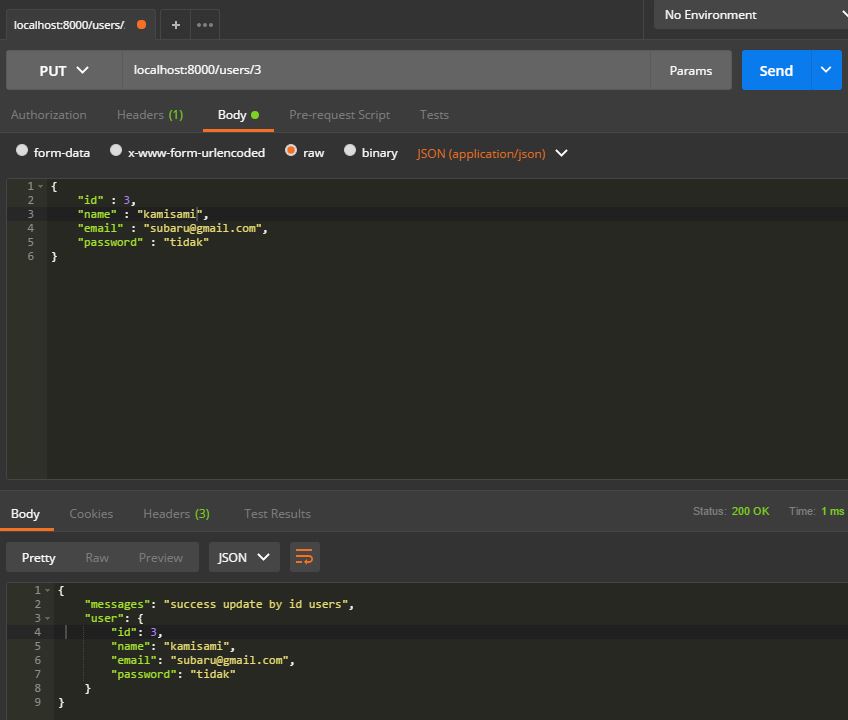 localhost:8000/users/
+
•••
No Environment
PUT
localhost:8000/users/3
Params
Send
Authorization
Headers (1)
Body
Pre-request Script
Tests
form-data
x-www-form-urlencoded
raw
binary
JSON (application/json)
1 {
2 "id" : 3,
3 "name" : "kamisami",
4 "email" : "subaru@gmail.com",
5 "password" : "tidak"
6 }
Body
Cookies
Headers (3)
Test Results
Status: 200 OK
Time: 1 ms
Pretty
Raw
Preview
JSON
1 {
2 "messages": "success update by id users",
3 "user": {
4 "id": 3,
5 "name": "kamisami",
6 "email": "subaru@gmail.com",
7 "password": "tidak"
8 }
9 }